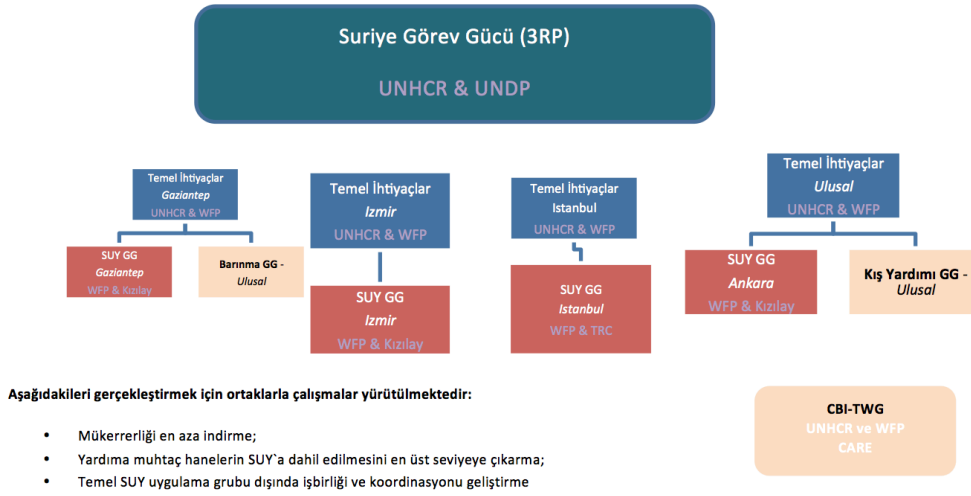 Suriye Görev Gücü (3RP)
UNHCR & UNDP
Temel İhtiyaçlar
Gaziantep
UNHCR & WFP
SUY GG
Gaziantep
WFP & Kızılay
Barınma GG -
Ulusal
Temel İhtiyaçlar
Izmir
UNHCR & WFP
SUY GG
Izmir
WFP & Kızılay
Temel İhtiyaçlar
Istanbul
UNHCR & WFP
SUY GG
Istanbul
WFP & TRC
Temel İhtiyaçlar
Ulusal
UNHCR & WFP
SUY GG
Ankara
WFP & Kızılay
Kış Yardımı GG -
Ulusal
Aşağıdakileri gerçekleştirmek için ortaklarla çalışmalar yürütülmektedir:
• Mükerrerliği en aza indirme;
• Yardıma muhtaç hanelerin SUY`a dahil edilmesini en üst seviyeye çıkarma;
• Temel SUY uygulama grubu dışında işbirliği ve koordinasyonu geliştirme
CBI-TWG
UNHCR ve WFP
CARE